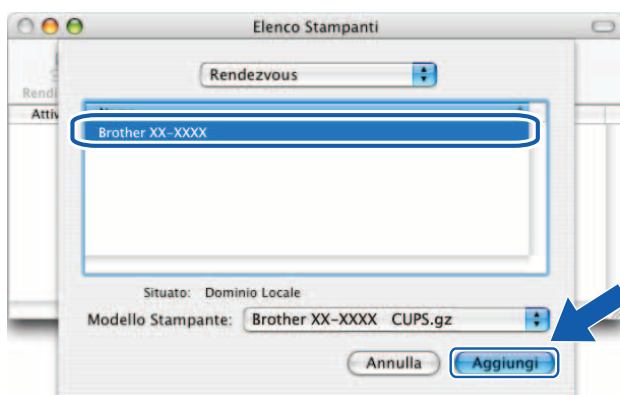 Elenco Stampanti
Rendezvous
Brother XX-XXXX
Situato: Dominio Locale
Modello Stampante: Brother XX-XXXX CUPS.gz
Annulla Aggiungi